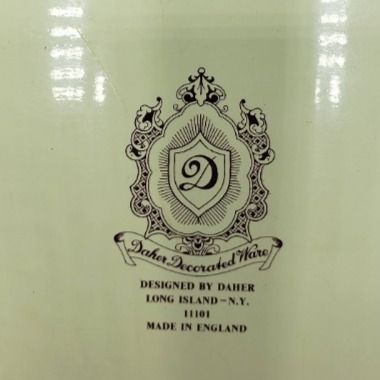 D
Daher Decorated Ware
DESIGNED BY DAHER
LONG ISLAND - N.Y.
11101
MADE IN ENGLAND